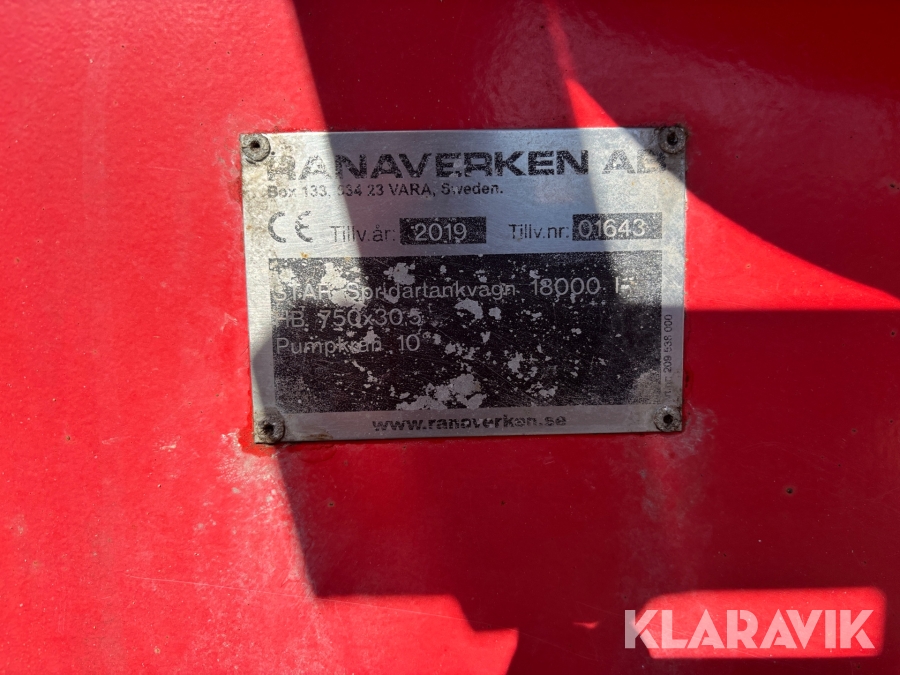 RANAVERKEN AB
Box 133, 534 23 VARA, Sweden.
CE Tillv.år: 2019 Tillv.nr: 01643
STAR Spridartankvagn 18000 l
HB. 750x30.5
Pumpkran 10"
www.ranaverken.se
KLARAVIK